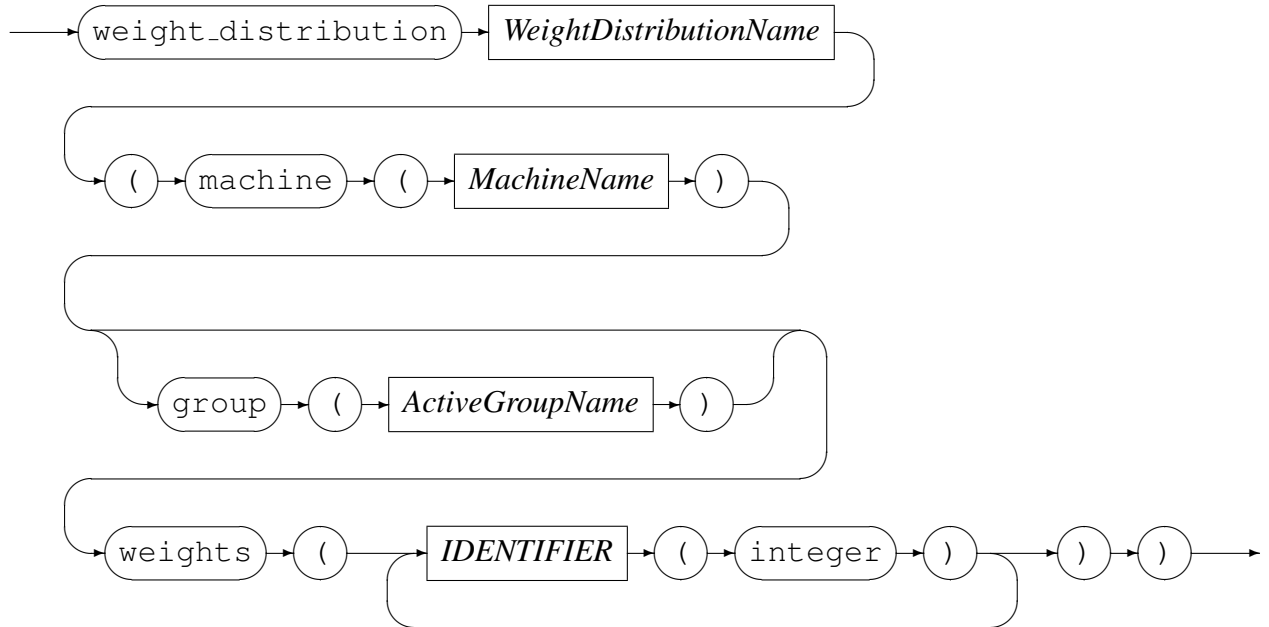 weight_distribution WeightDistributionName
( machine ( MachineName )
group ( ActiveGroupName )
weights ( IDENTIFIER ( integer ) ) )